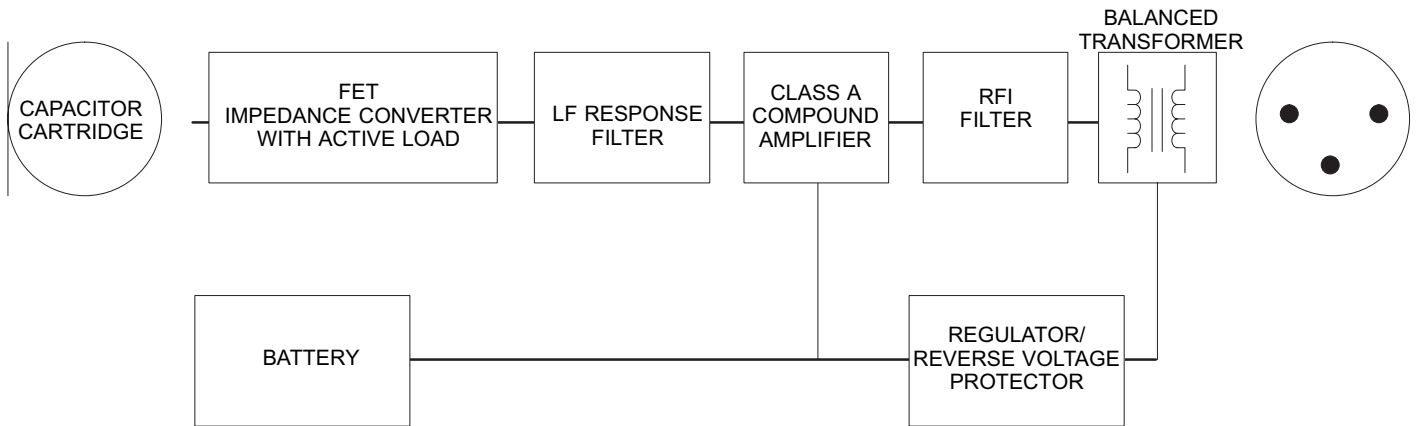 CAPACITOR
CARTRIDGE
FET
IMPEDANCE CONVERTER
WITH ACTIVE LOAD
LF RESPONSE
FILTER
CLASS A
COMPOUND
AMPLIFIER
RFI
FILTER
BALANCED
TRANSFORMER
BATTERY
REGULATOR/
REVERSE VOLTAGE
PROTECTOR